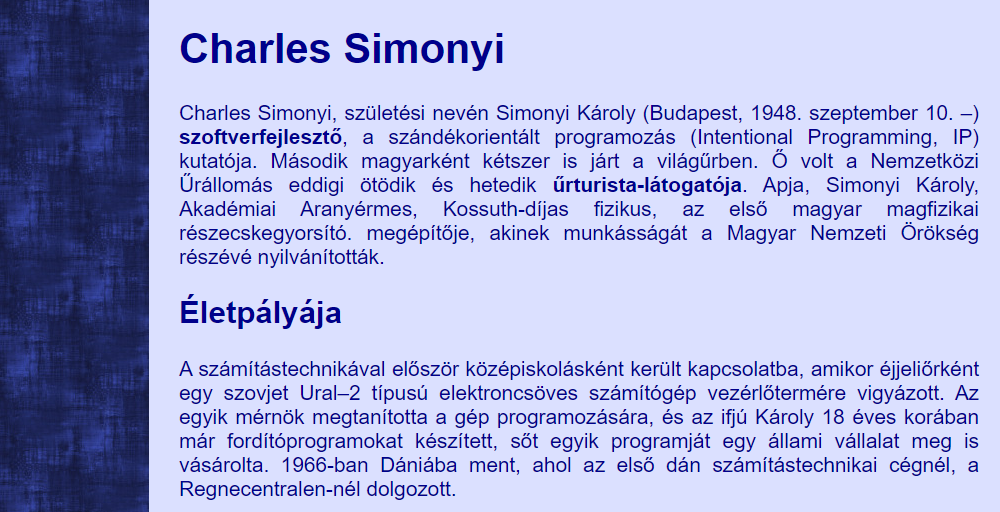 Charles Simonyi
Charles Simonyi, születési nevén Simonyi Károly (Budapest, 1948. szeptember 10. –)
szoftverfejlesztő, a szándékorientált programozás (Intentional Programming, IP)
kutatója. Második magyarként kétszer is járt a világűrben. Ő volt a Nemzetközi
Űrállomás eddigi ötödik és hetedik űrturista-látogatója. Apja, Simonyi Károly,
Akadémiai Aranyérmes, Kossuth-díjas fizikus, az első magyar magfizikai
részecskegyorsító. megépítője, akinek munkásságát a Magyar Nemzeti Örökség
részévé nyilvánították.
Életpályája
A számítástechnikával először középiskolásként került kapcsolatba, amikor éjjeliőrként
egy szovjet Ural–2 típusú elektroncsöves számítógép vezérlőtermére vigyázott. Az
egyik mérnök megtanította a gép programozására, és az ifjú Károly 18 éves korában
már fordítóprogramokat készített, sőt egyik programját egy állami vállalat meg is
vásárolta. 1966-ban Dániába ment, ahol az első dán számítástechnikai cégnél, a
Regnecentralen-nél dolgozott.